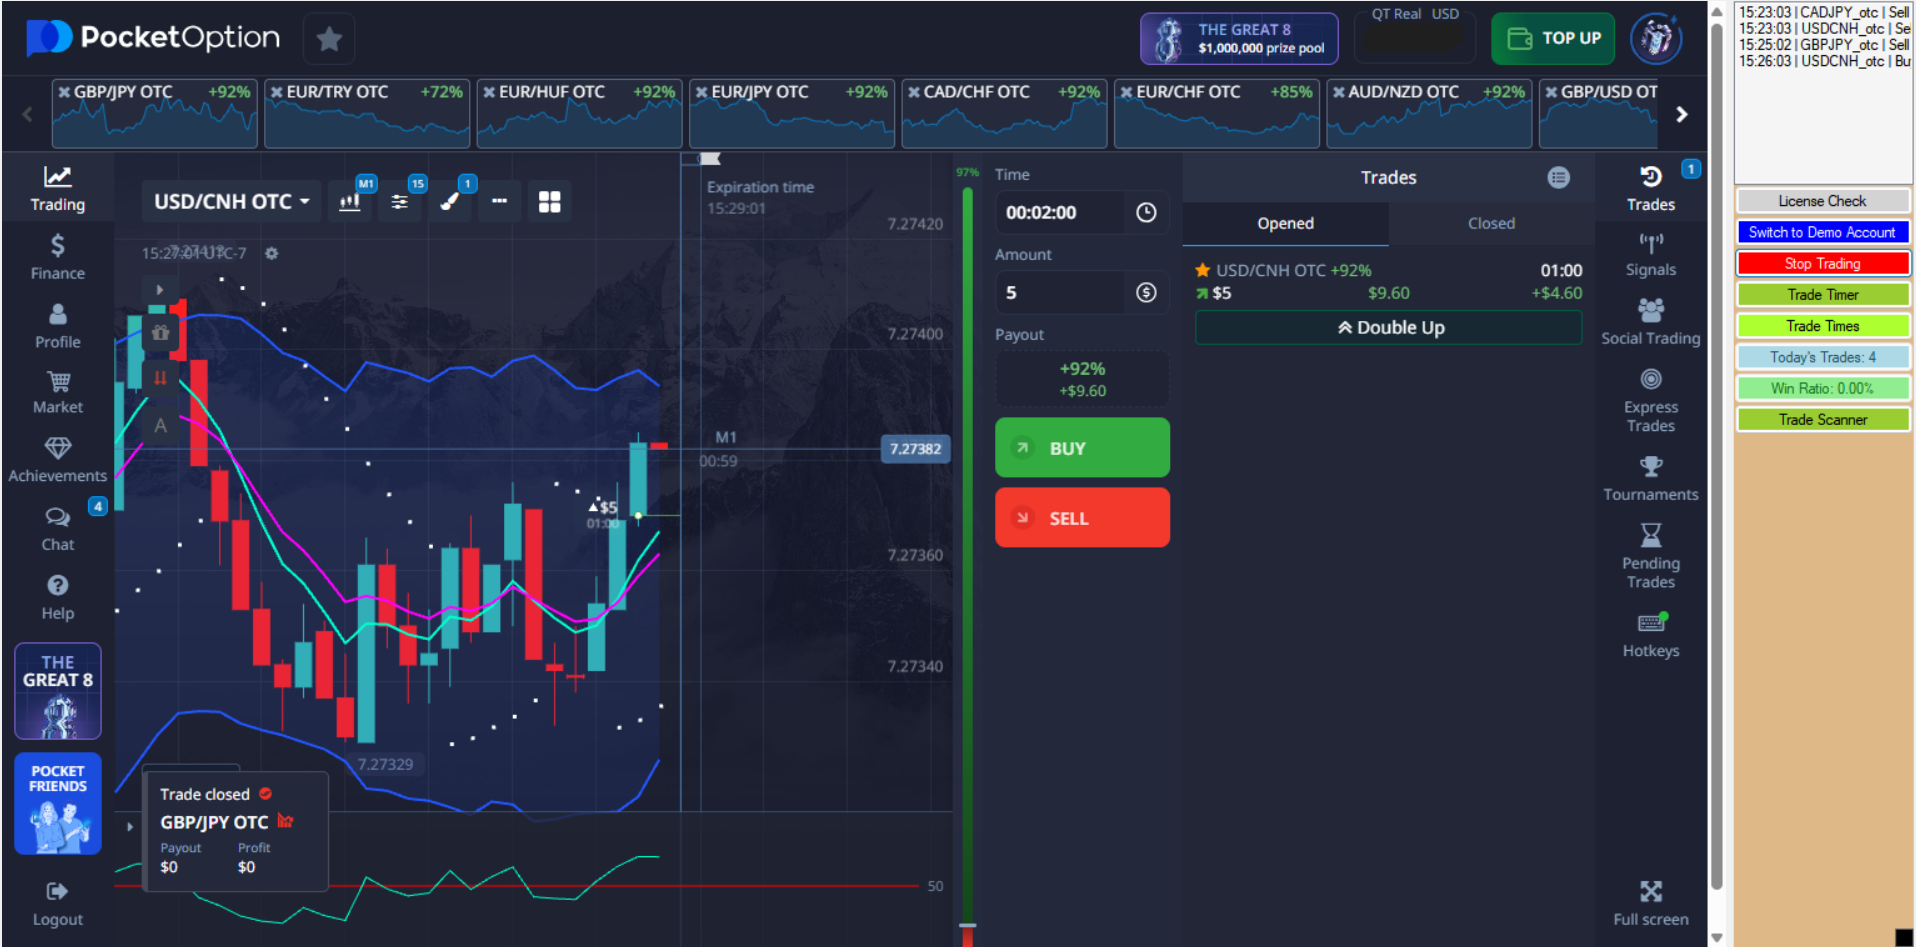 PocketOption
THE GREAT 8
$1,000,000 prize pool
QT Real USD
TOP UP
GBP/JPY OTC +92%
EUR/TRY OTC +72%
EUR/HUF OTC +92%
EUR/JPY OTC +92%
CAD/CHF OTC +92%
EUR/CHF OTC +85%
AUD/NZD OTC +92%
GBP/USD OT
Trading
Finance
Profile
Market
Achievements
4
Chat
Help
THE
GREAT 8
POCKET
FRIENDS
Logout
USD/CNH OTC
M1
15
1
15:27:01 UTC-7
A
Expiration time
15:29:01
7.27420
7.27400
7.27382
7.27360
7.27340
M1
00:59
$5
01:00
7.27329
50
Trade closed
GBP/JPY OTC
Payout Profit
$0 $0
97%
Time
00:02:00
Amount
5
Payout
+92%
+$9.60
BUY
SELL
Trades
Opened Closed
USD/CNH OTC +92% 01:00
$5 $9.60 +$4.60
Double Up
1
Trades
Signals
Social Trading
Express
Trades
Tournaments
Pending
Trades
Hotkeys
Full screen
15:23:03 | CADJPY_otc | Sell
15:23:03 | USDCNH_otc | Se
15:25:02 | GBPJPY_otc | Sell
15:26:03 | USDCNH_otc | Bu
License Check
Switch to Demo Account
Stop Trading
Trade Timer
Trade Times
Today's Trades: 4
Win Ratio: 0.00%
Trade Scanner